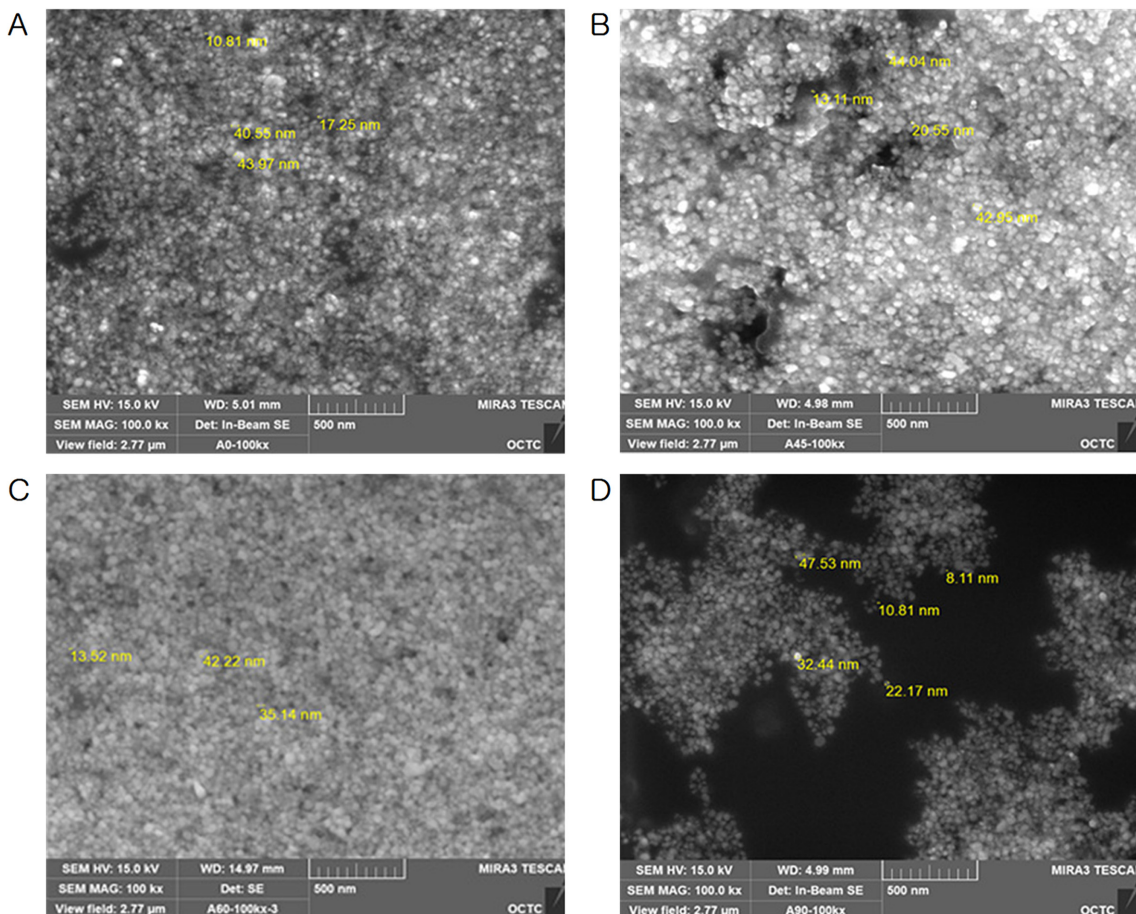 A
10.81 nm
17.25 nm
40.55 nm
43.97 nm
SEM HV: 15.0 kV WD: 5.01 mm MIRA3 TESCAN
SEM MAG: 100.0 kx Det: In-Beam SE 500 nm
View field: 2.77 µm A0-100kx OCTC
B
44.04 nm
13.11 nm
20.55 nm
42.95 nm
SEM HV: 15.0 kV WD: 4.98 mm MIRA3 TESCAN
SEM MAG: 100.0 kx Det: In-Beam SE 500 nm
View field: 2.77 µm A45-100kx OCTC
C
13.52 nm
42.22 nm
35.14 nm
SEM HV: 15.0 kV WD: 14.97 mm MIRA3 TESCAN
SEM MAG: 100 kx Det: SE 500 nm
View field: 2.77 µm A60-100kx-3 OCTC
D
47.53 nm
8.11 nm
10.81 nm
32.44 nm
22.17 nm
SEM HV: 15.0 kV WD: 4.99 mm MIRA3 TESCAN
SEM MAG: 100.0 kx Det: In-Beam SE 500 nm
View field: 2.77 µm A90-100kx OCTC